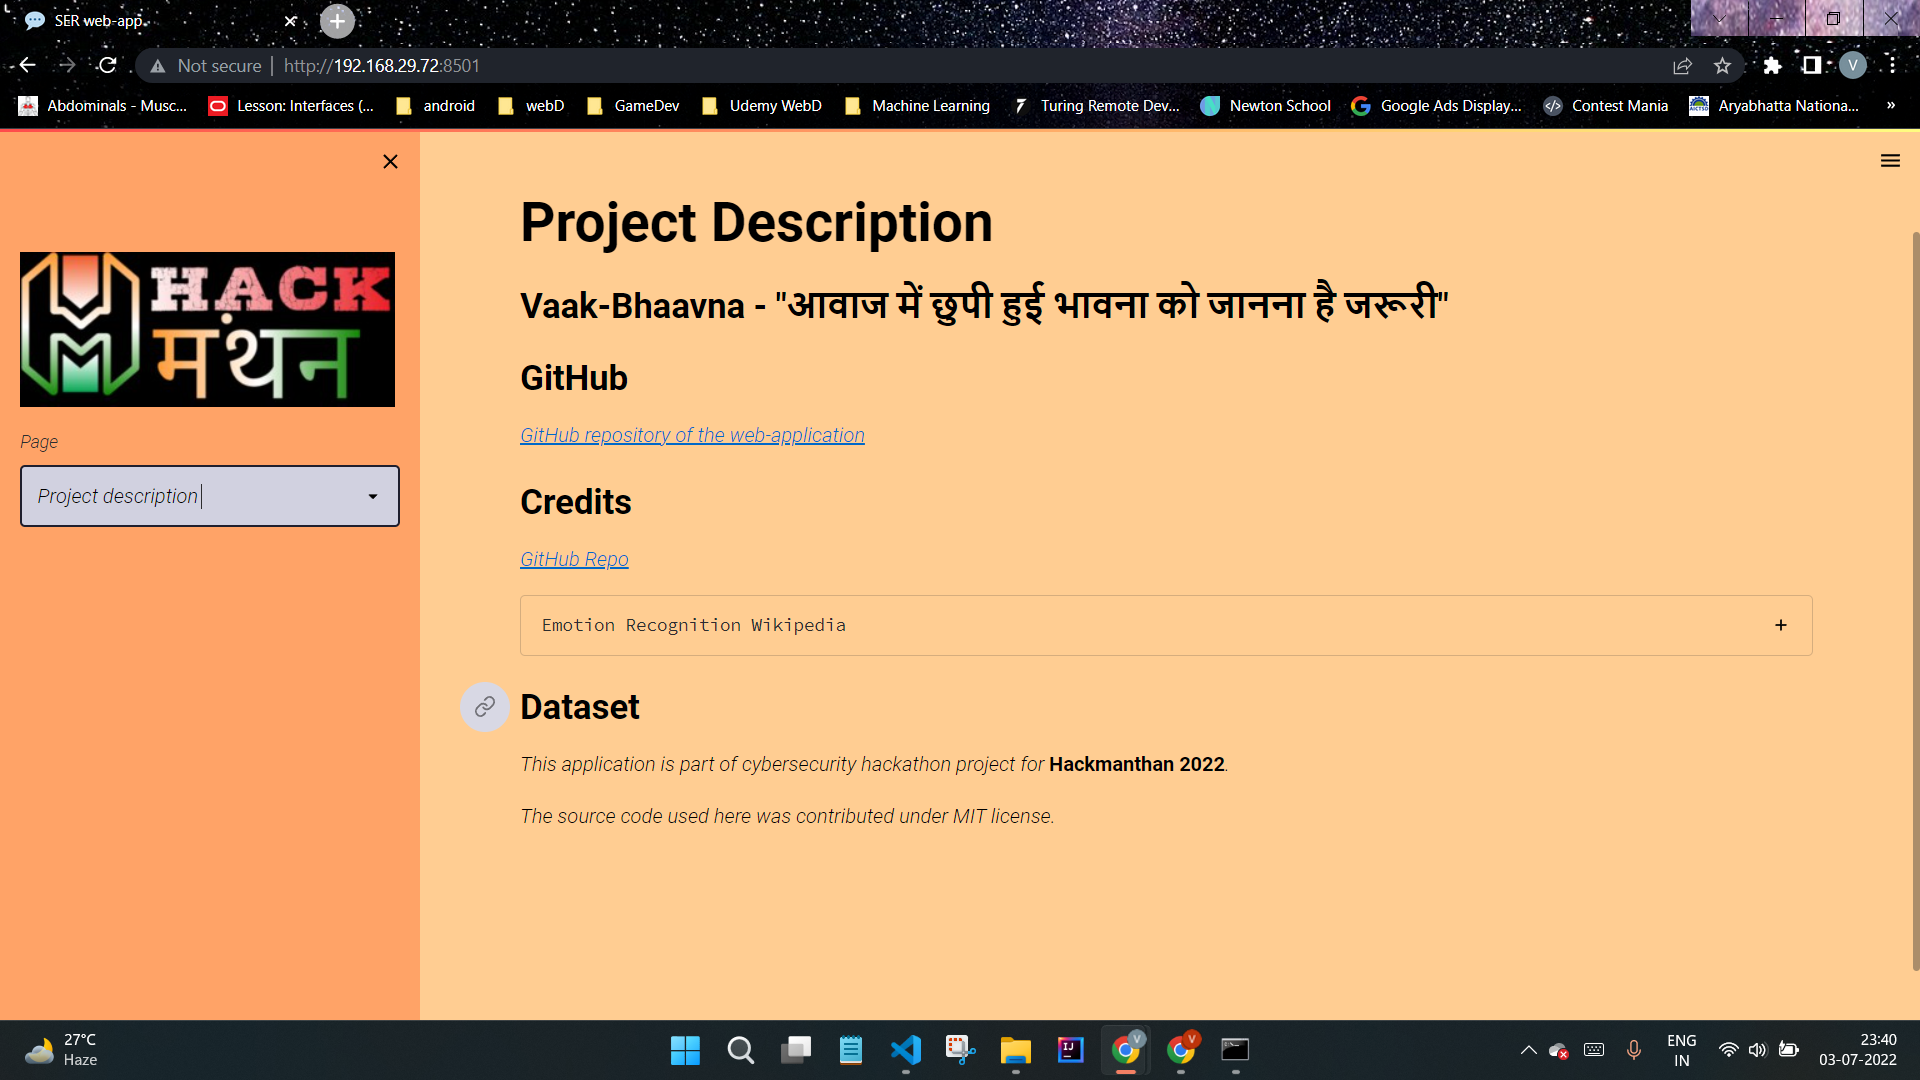 SER web-app
Not secure | http://192.168.29.72:8501
Abdominals - Musc... Lesson: Interfaces (... android webD GameDev Udemy WebD Machine Learning Turing Remote Dev... Newton School Google Ads Display... Contest Mania Aryabhatta Nationa... »
V
HACK
मंथन
Page
Project description
Project Description
Vaak-Bhaavna - "आवाज में छुपी हुई भावना को जानना है जरूरी"
GitHub
GitHub repository of the web-application
Credits
GitHub Repo
Emotion Recognition Wikipedia
Dataset
This application is part of cybersecurity hackathon project for Hackmanthan 2022.
The source code used here was contributed under MIT license.
27°C
Haze
ENG
IN
23:40
03-07-2022